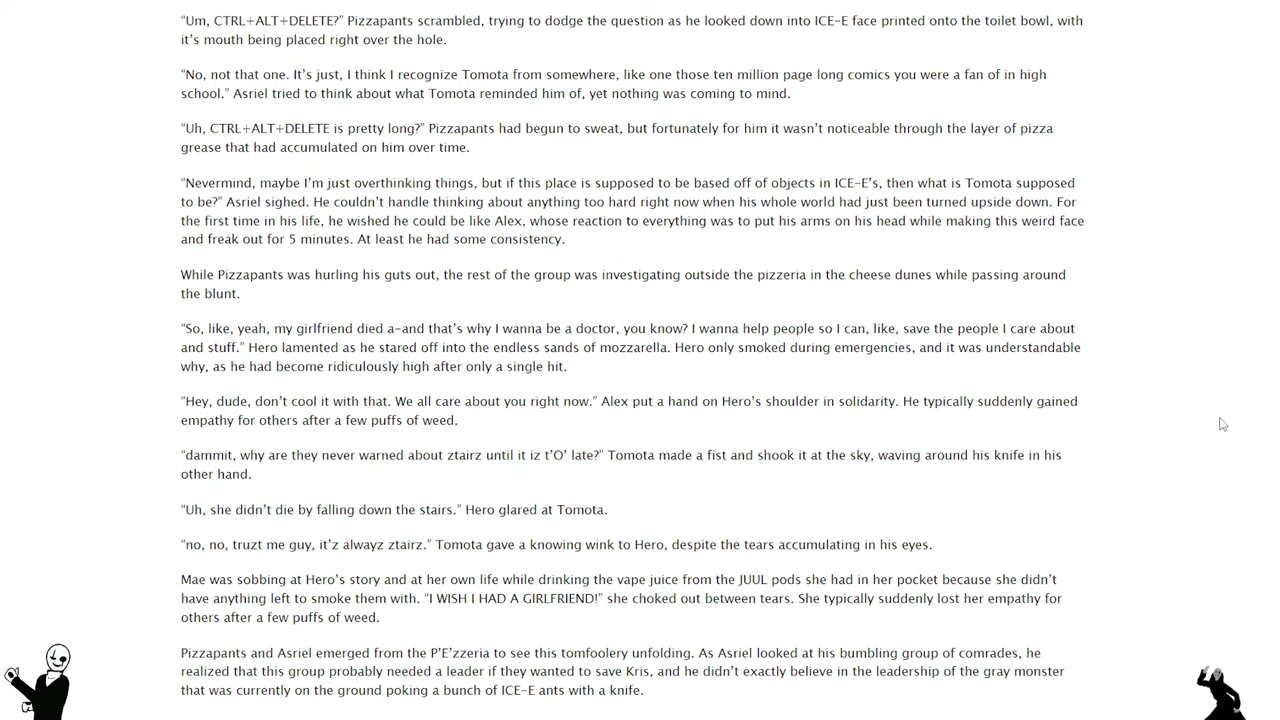 “Um, CTRL+ALT+DELETE?” Pizzapants scrambled, trying to dodge the question as he looked down into ICE-E face printed onto the toilet bowl, with
it’s mouth being placed right over the hole.
“No, not that one. It’s just, I think I recognize Tomota from somewhere, like one those ten million page long comics you were a fan of in high
school.” Asriel tried to think about what Tomota reminded him of, yet nothing was coming to mind.
“Uh, CTRL+ALT+DELETE is pretty long?” Pizzapants had begun to sweat, but fortunately for him it wasn’t noticeable through the layer of pizza
grease that had accumulated on him over time.
“Nevermind, maybe I’m just overthinking things, but if this place is supposed to be based off of objects in ICE-E’s, then what is Tomota supposed
to be?” Asriel sighed. He couldn’t handle thinking about anything too hard right now when his whole world had just been turned upside down. For
the first time in his life, he wished he could be like Alex, whose reaction to everything was to put his arms on his head while making this weird face
and freak out for 5 minutes. At least he had some consistency.
While Pizzapants was hurling his guts out, the rest of the group was investigating outside the pizzeria in the cheese dunes while passing around
the blunt.
“So, like, yeah, my girlfriend died a-and that’s why I wanna be a doctor, you know? I wanna help people so I can, like, save the people I care about
and stuff.” Hero lamented as he stared off into the endless sands of mozzarella. Hero only smoked during emergencies, and it was understandable
why, as he had become ridiculously high after only a single hit.
“Hey, dude, don’t cool it with that. We all care about you right now.” Alex put a hand on Hero’s shoulder in solidarity. He typically suddenly gained
empathy for others after a few puffs of weed.
“dammit, why are they never warned about ztairz until it iz t’O’ late?” Tomota made a fist and shook it at the sky, waving around his knife in his
other hand.
“Uh, she didn’t die by falling down the stairs.” Hero glared at Tomota.
“no, no, truzt me guy, it’z alwayz ztairz.” Tomota gave a knowing wink to Hero, despite the tears accumulating in his eyes.
Mae was sobbing at Hero’s story and at her own life while drinking the vape juice from the JUUL pods she had in her pocket because she didn’t
have anything left to smoke them with. “I WISH I HAD A GIRLFRIEND!” she choked out between tears. She typically suddenly lost her empathy for
others after a few puffs of weed.
Pizzapants and Asriel emerged from the P’E’zzeria to see this tomfoolery unfolding. As Asriel looked at his bumbling group of comrades, he
realized that this group probably needed a leader if they wanted to save Kris, and he didn’t exactly believe in the leadership of the gray monster
that was currently on the ground poking a bunch of ICE-E ants with a knife.